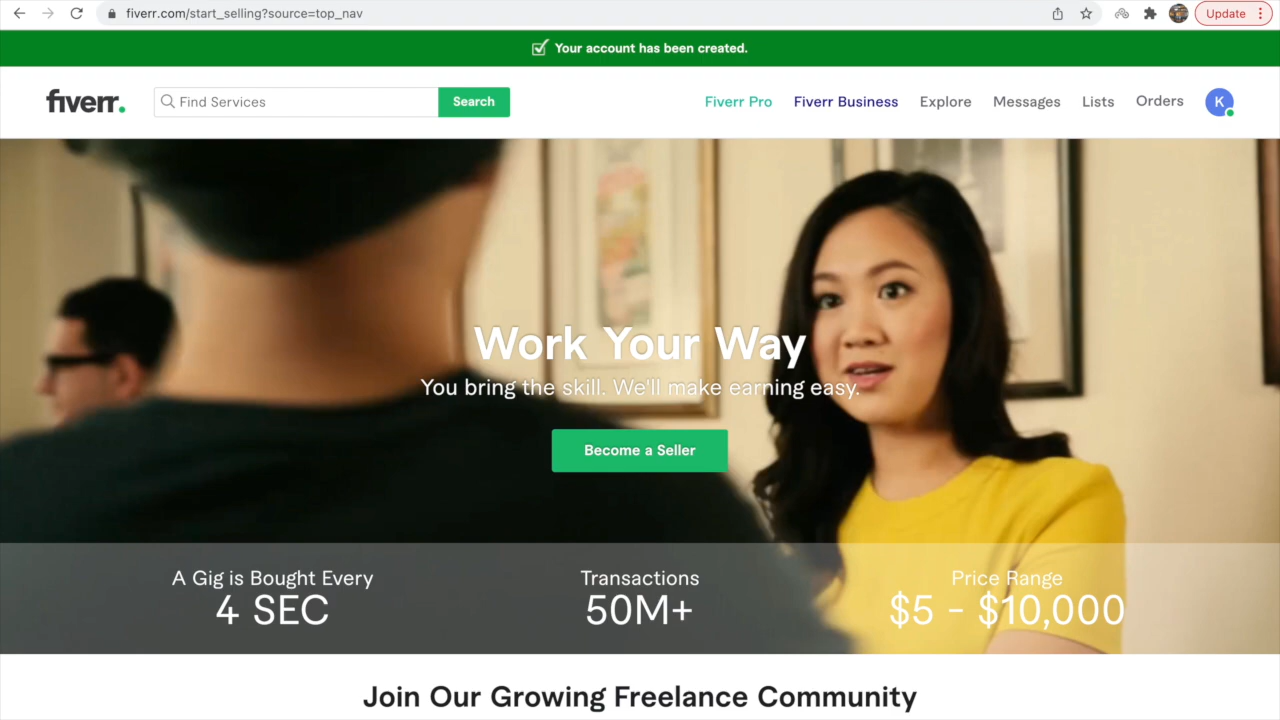 fiverr.com/start_selling?source=top_nav
Update
Your account has been created.
fiverr.
Find Services
Search
Fiverr Pro
Fiverr Business
Explore
Messages
Lists
Orders
K
Work Your Way
You bring the skill. We'll make earning easy.
Become a Seller
A Gig is Bought Every
4 SEC
Transactions
50M+
Price Range
$5 - $10,000
Join Our Growing Freelance Community